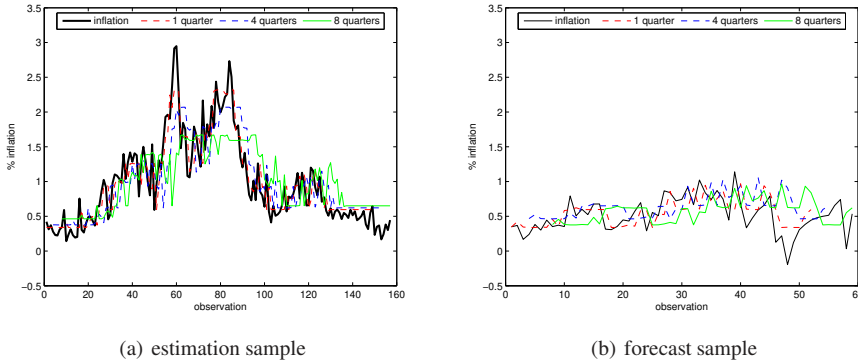 inflation 1 quarter 4 quarters 8 quarters
3.5
3
2.5
2
1.5
1
0.5
0
−0.5
% inflation
0 20 40 60 80 100 120 140 160
observation
(a) estimation sample
inflation 1 quarter 4 quarters 8 quarters
3.5
3
2.5
2
1.5
1
0.5
0
−0.5
% inflation
0 10 20 30 40 50 60
observation
(b) forecast sample